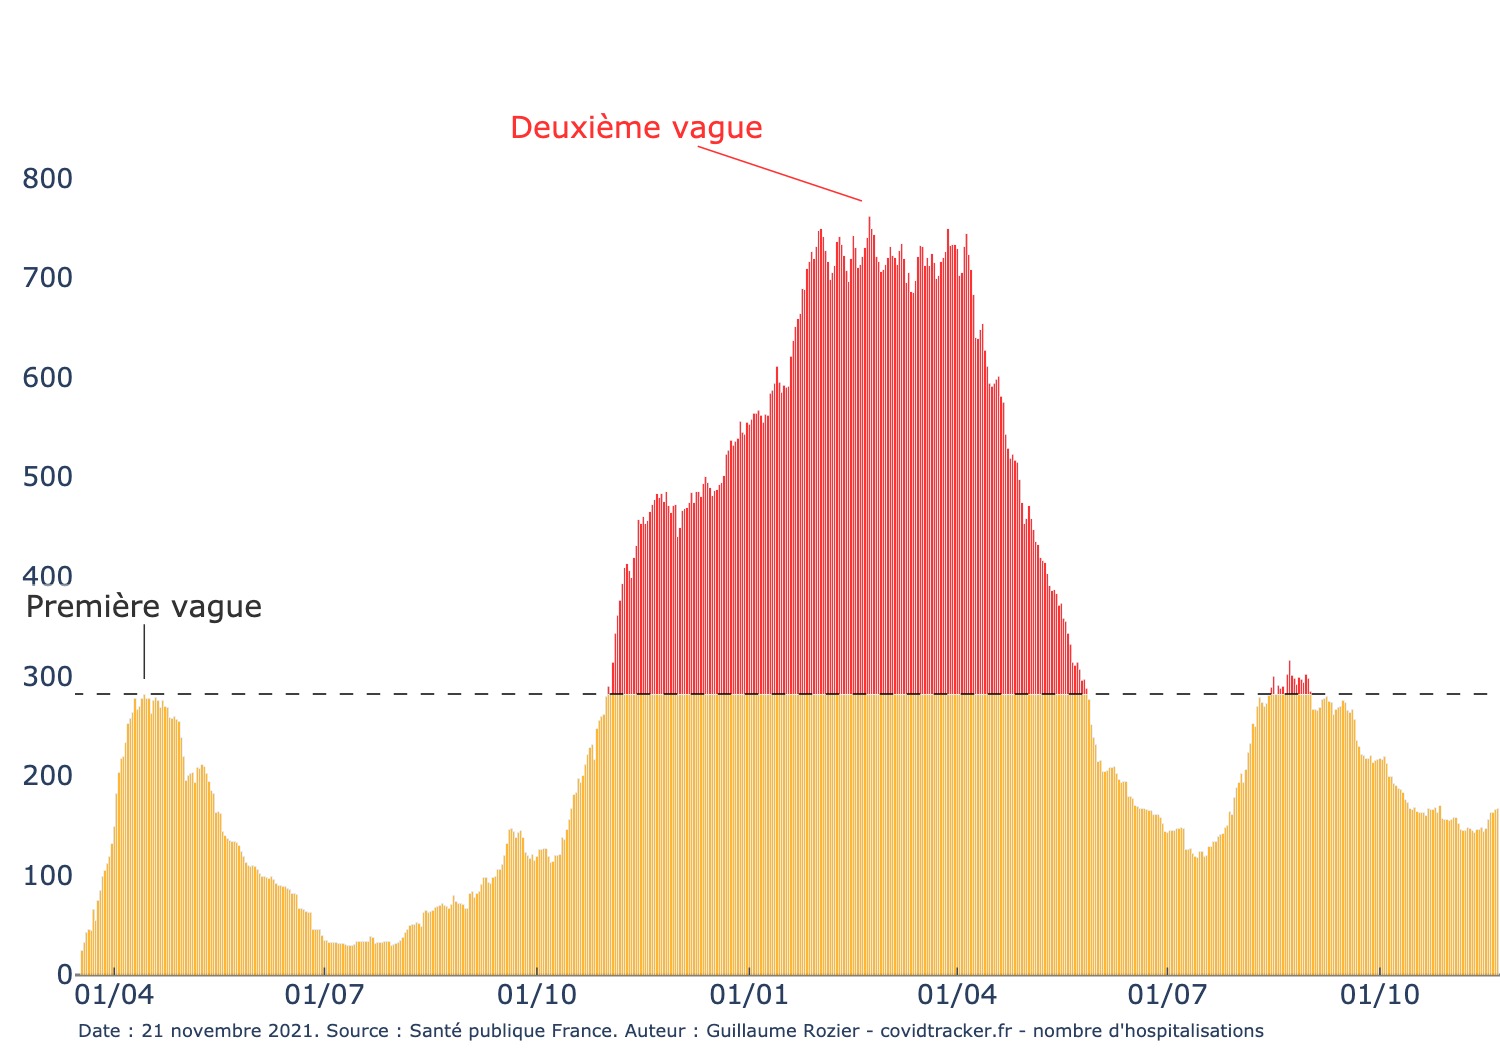 Deuxième vague
800
700
600
500
400
Première vague
300
200
100
0
01/04 01/07 01/10 01/01 01/04 01/07 01/10
Date : 21 novembre 2021. Source : Santé publique France. Auteur : Guillaume Rozier - covidtracker.fr - nombre d'hospitalisations